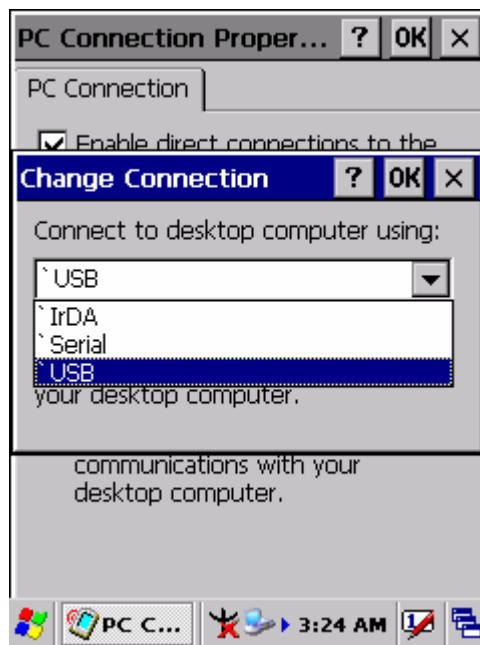 PC Connection Proper... ? OK ×
PC Connection
Enable direct connections to the
Change Connection ? OK ×
Connect to desktop computer using:
`USB
`IrDA
`Serial
`USB
your desktop computer.
communications with your
desktop computer.
PC C... 3:24 AM